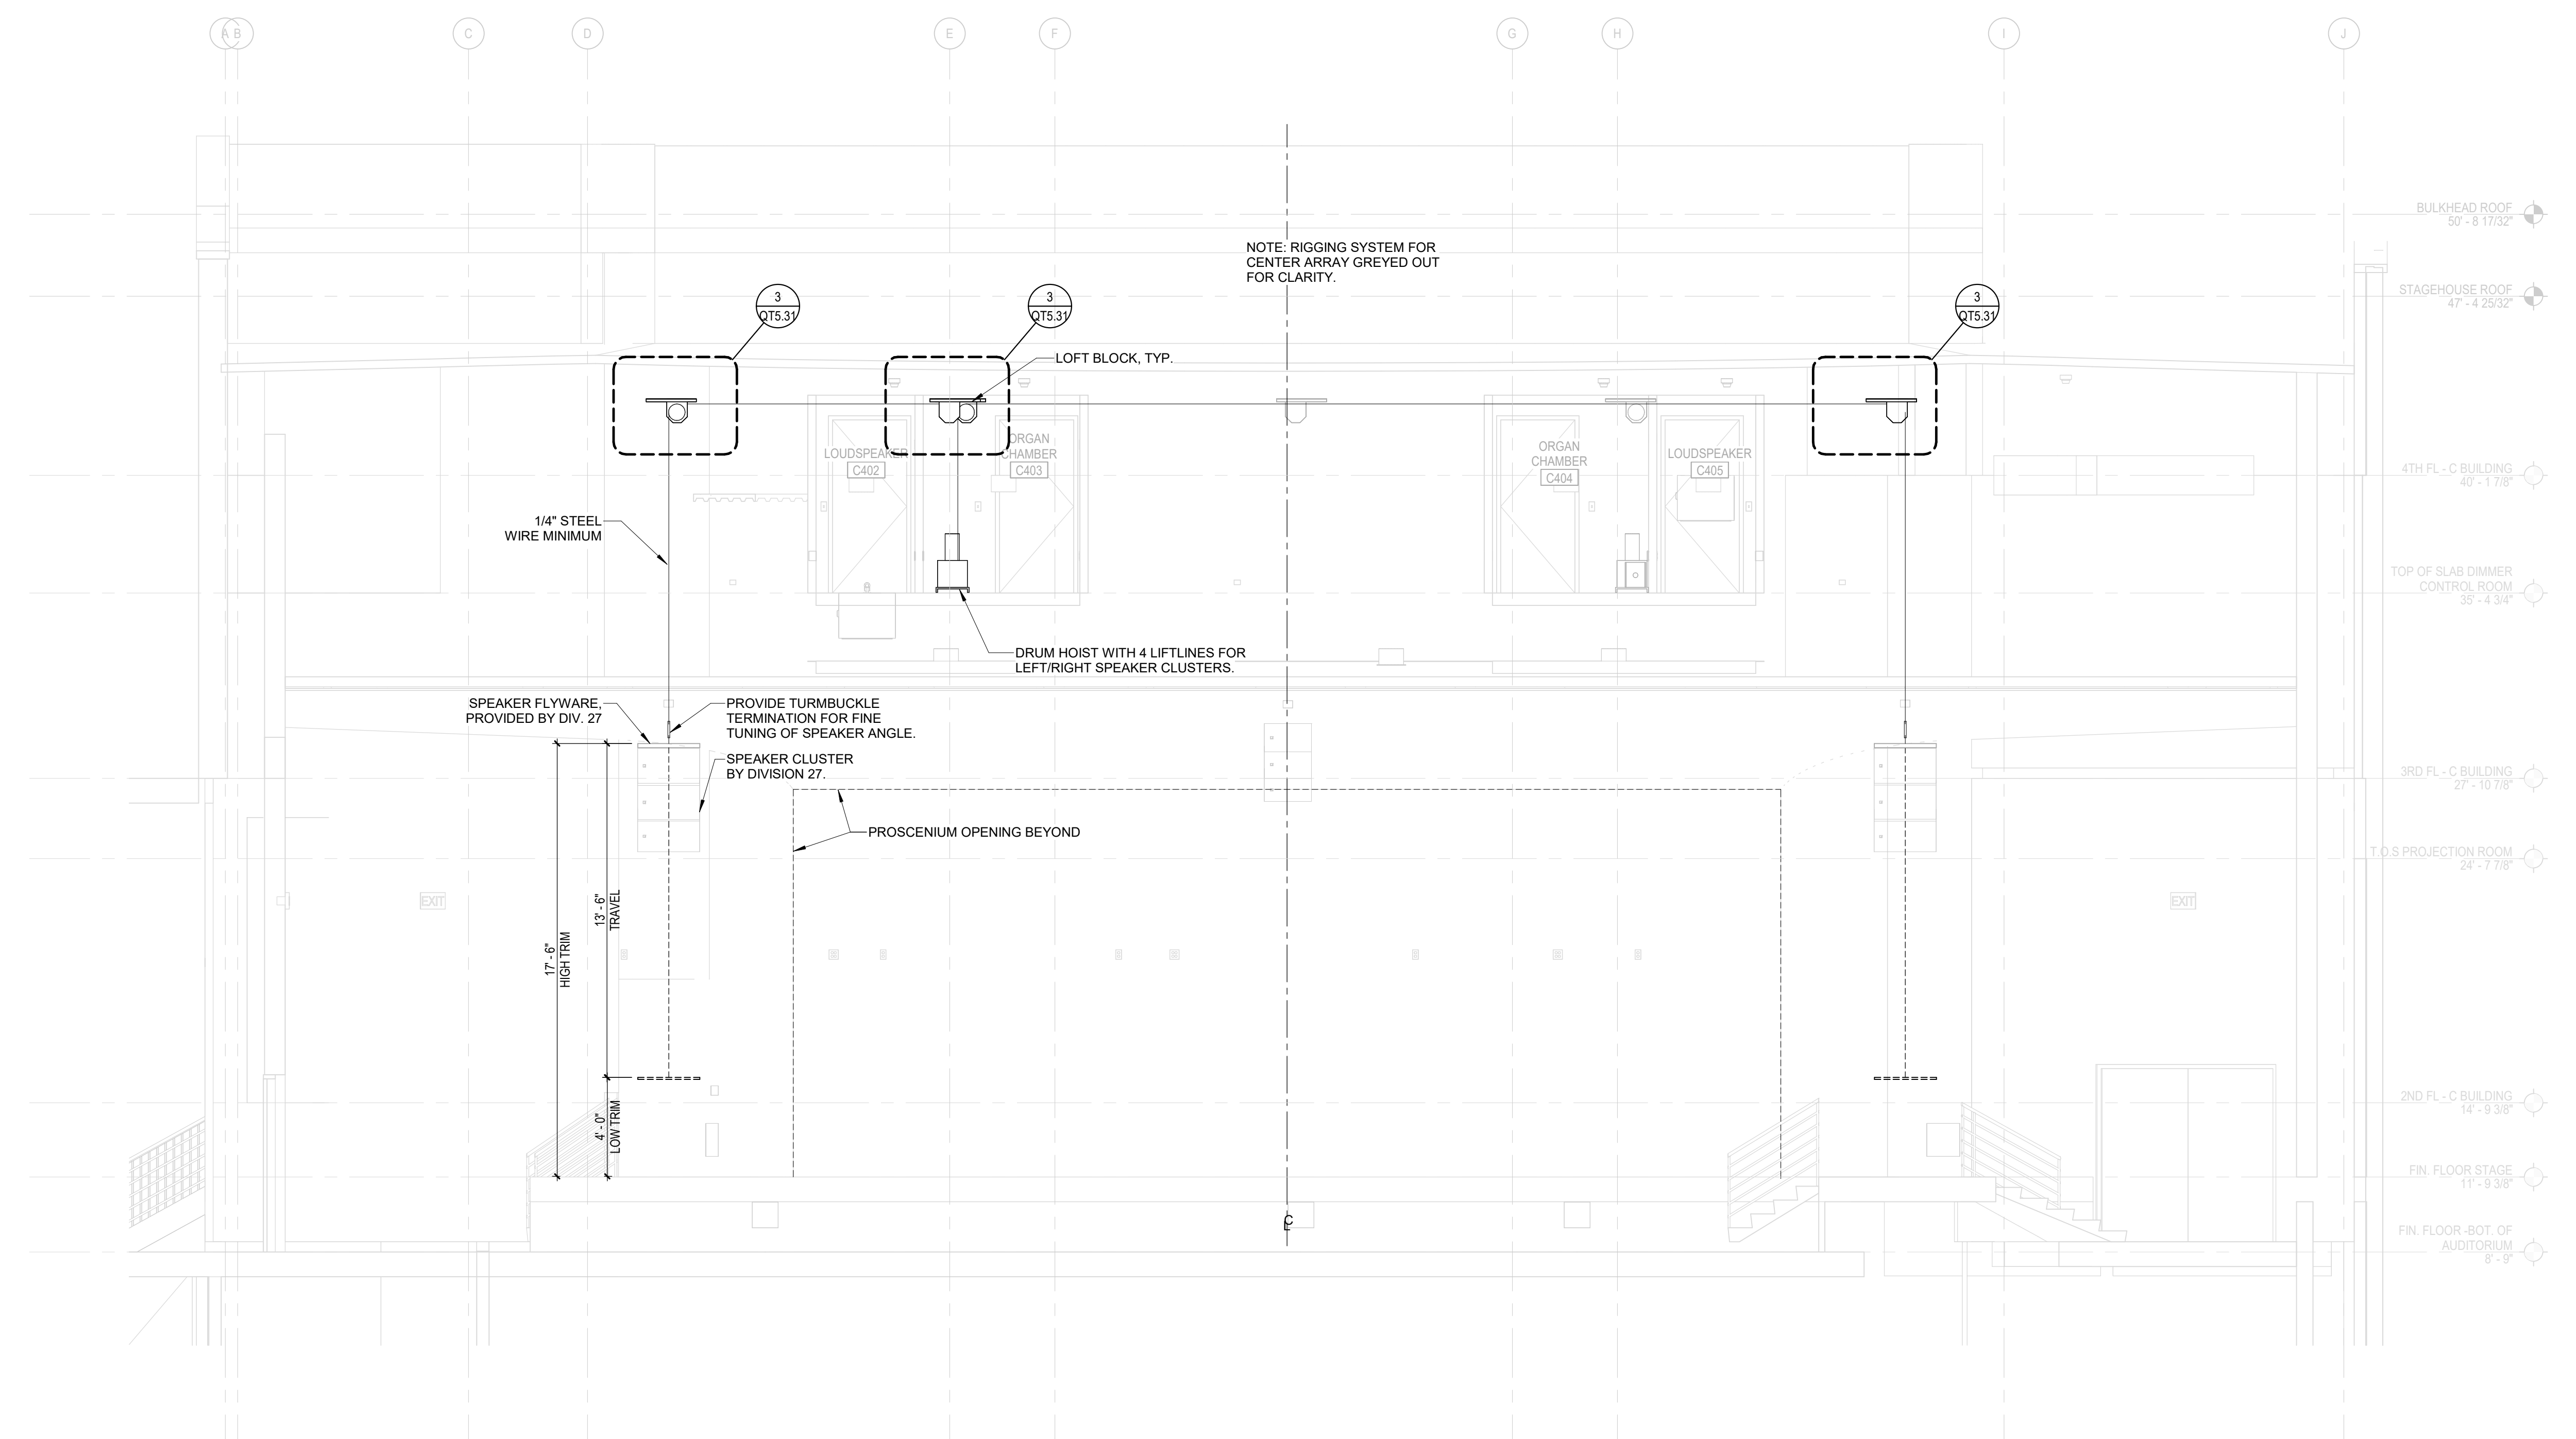 A
B
C
D
E
F
G
H
I
J
BULKHEAD ROOF
50' - 8 17/32"
NOTE: RIGGING SYSTEM FOR
CENTER ARRAY GREYED OUT
FOR CLARITY.
STAGEHOUSE ROOF
47' - 4 25/32"
3
QT5.31
3
QT5.31
3
QT5.31
LOFT BLOCK, TYP.
LOUDSPEAKER
C402
ORGAN
CHAMBER
C403
ORGAN
CHAMBER
C404
LOUDSPEAKER
C405
4TH FL - C BUILDING
40' - 1 7/8"
1/4" STEEL
WIRE MINIMUM
TOP OF SLAB DIMMER
CONTROL ROOM
35' - 4 3/4"
DRUM HOIST WITH 4 LIFTLINES FOR
LEFT/RIGHT SPEAKER CLUSTERS.
SPEAKER FLYWARE,
PROVIDED BY DIV. 27
PROVIDE TURMBUCKLE
TERMINATION FOR FINE
TUNING OF SPEAKER ANGLE.
SPEAKER CLUSTER
BY DIVISION 27.
3RD FL - C BUILDING
27' - 10 7/8"
PROSCENIUM OPENING BEYOND
T.O.S PROJECTION ROOM
24' - 7 7/8"
EXIT
EXIT
13' - 6"
TRAVEL
17' - 6"
HIGH TRIM
4' - 0"
LOW TRIM
2ND FL - C BUILDING
14' - 9 3/8"
FIN. FLOOR STAGE
11' - 9 3/8"
CL
FIN. FLOOR -BOT. OF
AUDITORIUM
8' - 9"